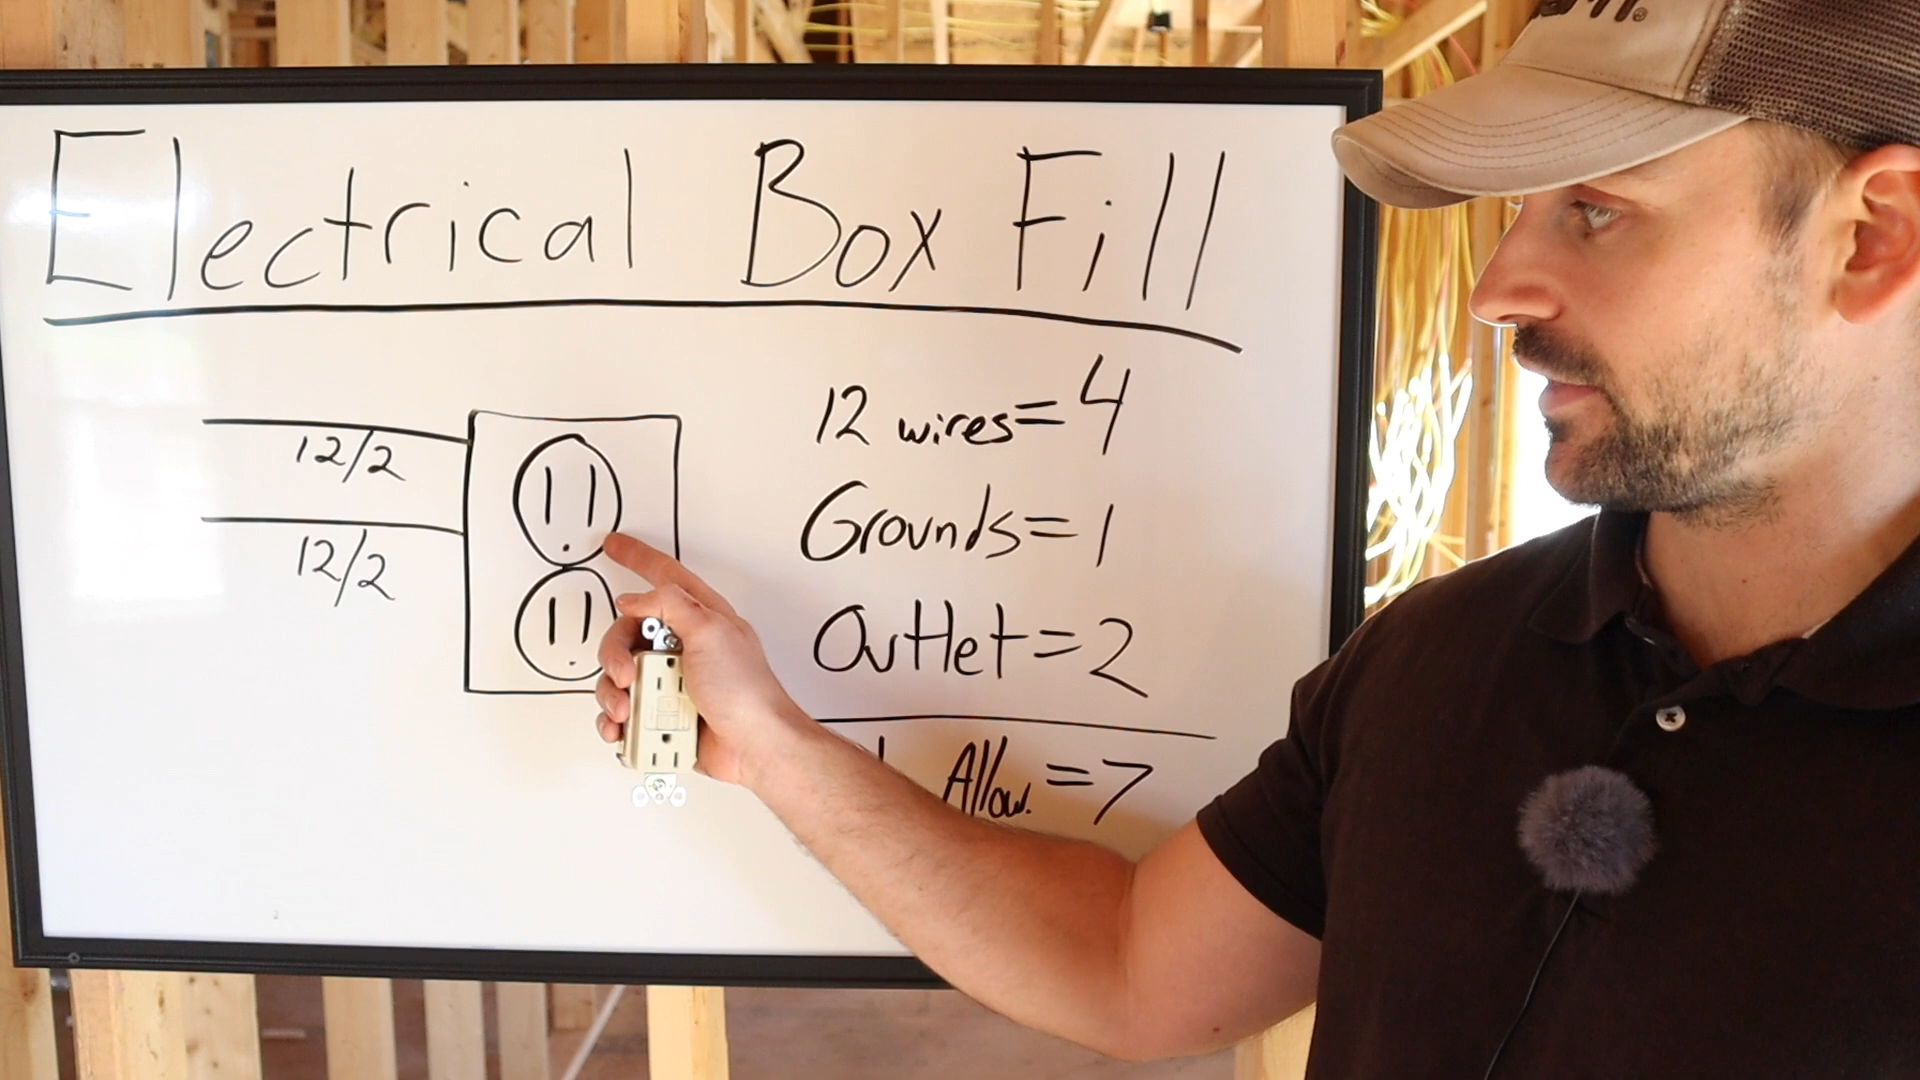 Electrical Box Fill
12/2
12/2
12 wires=4
Grounds=1
Outlet=2
Allow.=7